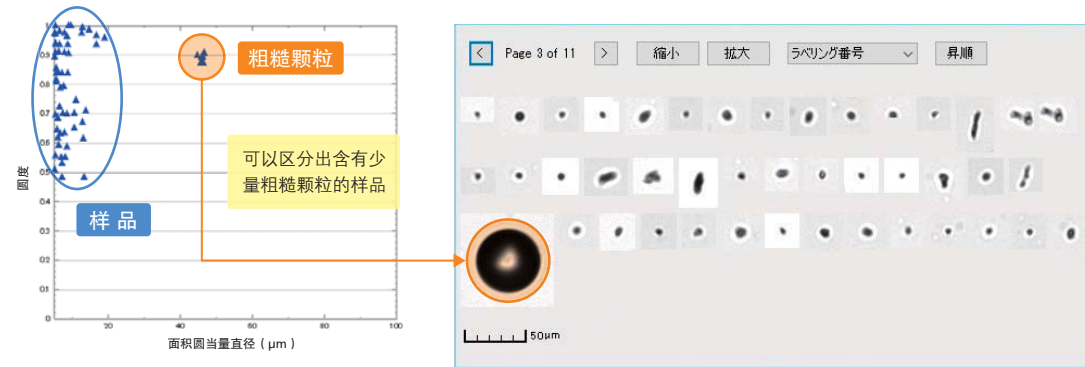 1
0.9
0.8
0.7
0.6
0.5
0.4
0.3
0.2
0.1
0
20
40
60
80
100
圆度
面积圆当量直径（μm）
粗糙颗粒
可以区分出含有少
量粗糙颗粒的样品
样 品
< Page 3 of 11 > 縮小 拡大 ラベリング番号 昇順
50μm